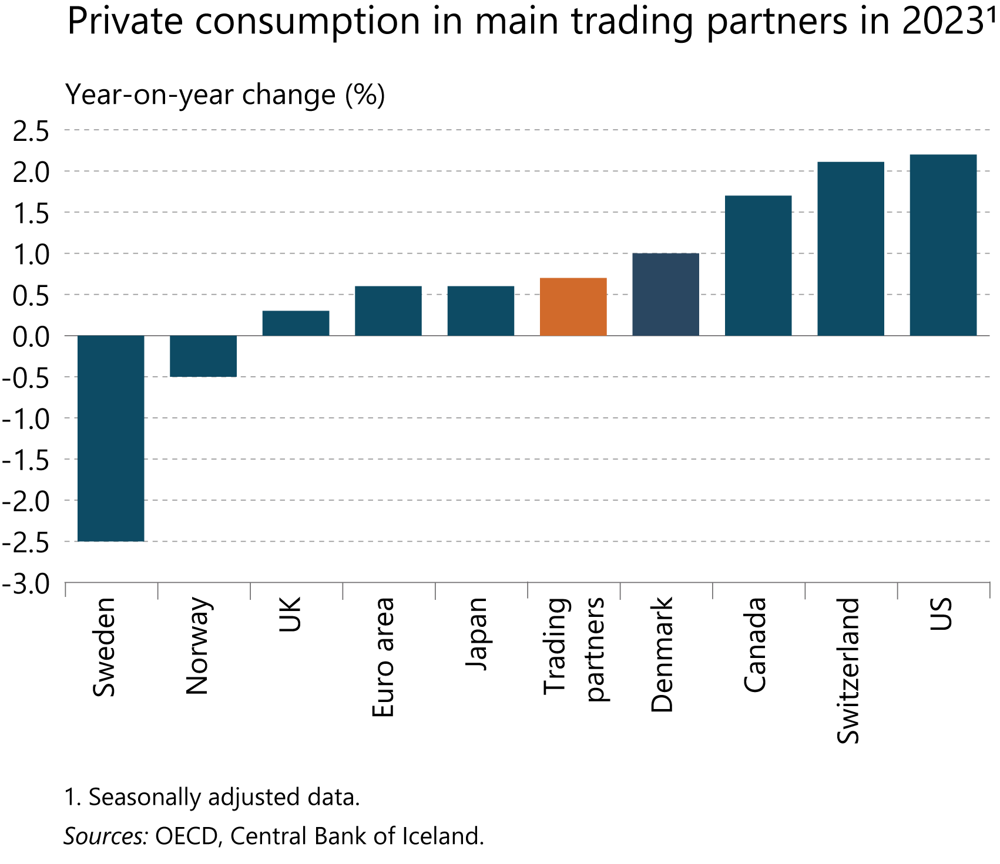 Private consumption in main trading partners in 2023¹
Year-on-year change (%)
2.5
2.0
1.5
1.0
0.5
0.0
-0.5
-1.0
-1.5
-2.0
-2.5
-3.0
Sweden
Norway
UK
Euro area
Japan
Trading
partners
Denmark
Canada
Switzerland
US
1. Seasonally adjusted data.
Sources: OECD, Central Bank of Iceland.